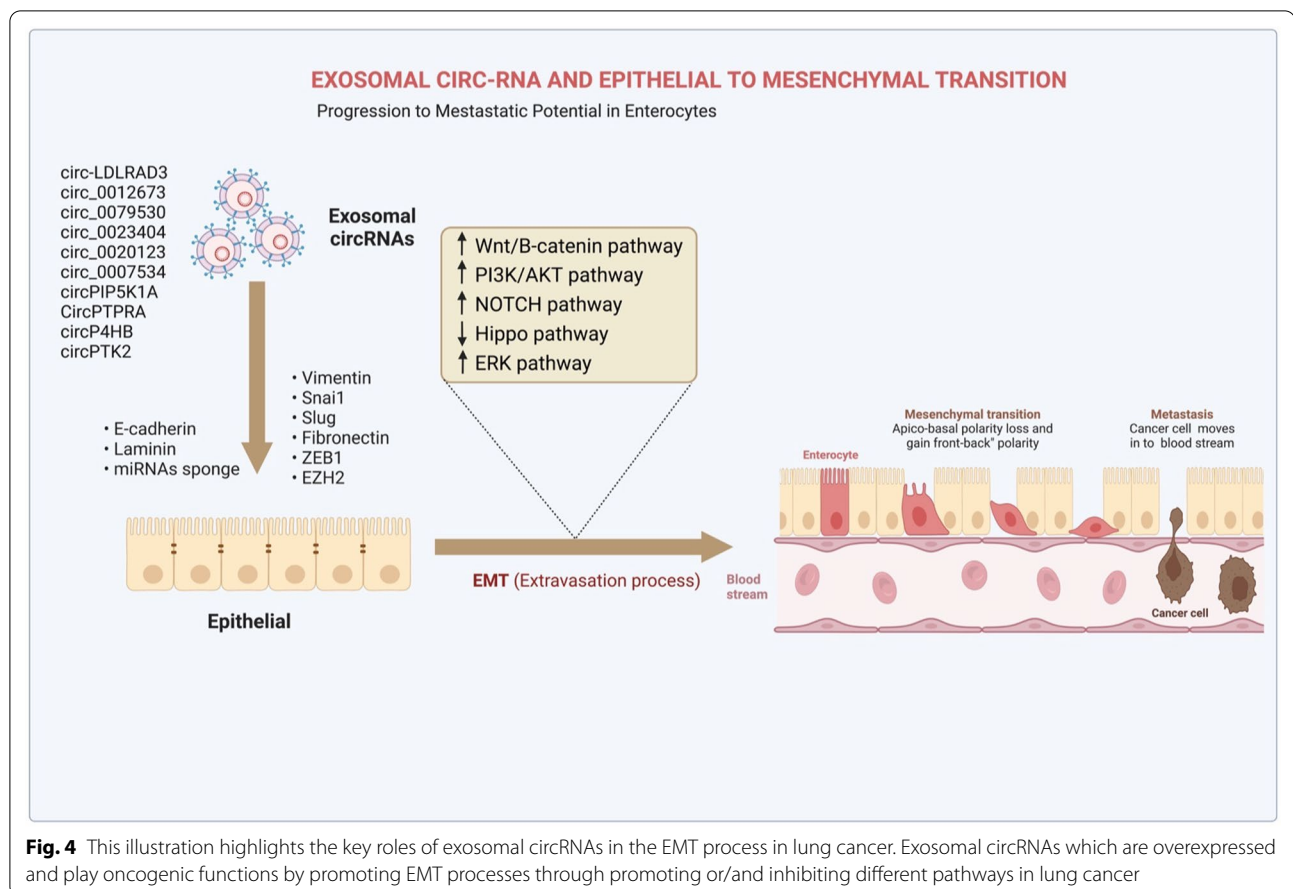 EXOSOMAL CIRC-RNA AND EPITHELIAL TO MESENCHYMAL TRANSITION
Progression to Mestastatic Potential in Enterocytes
circ-LDLRAD3
circ_0012673
circ_0079530
circ_0023404
circ_0020123
circ_0007534
circPIP5K1A
CircPTPRA
circP4HB
circPTK2
Exosomal
circRNAs
↑ Wnt/B-catenin pathway
↑ PI3K/AKT pathway
↑ NOTCH pathway
↓ Hippo pathway
↑ ERK pathway
• E-cadherin
• Laminin
• miRNAs sponge
• Vimentin
• Snai1
• Slug
• Fibronectin
• ZEB1
• EZH2
Epithelial
EMT (Extravasation process)
Enterocyte
Mesenchymal transition
Apico-basal polarity loss and
gain front-back" polarity
Metastasis
Cancer cell moves
in to blood stream
Blood
stream
Cancer cell
Fig. 4 This illustration highlights the key roles of exosomal circRNAs in the EMT process in lung cancer. Exosomal circRNAs which are overexpressed
and play oncogenic functions by promoting EMT processes through promoting or/and inhibiting different pathways in lung cancer